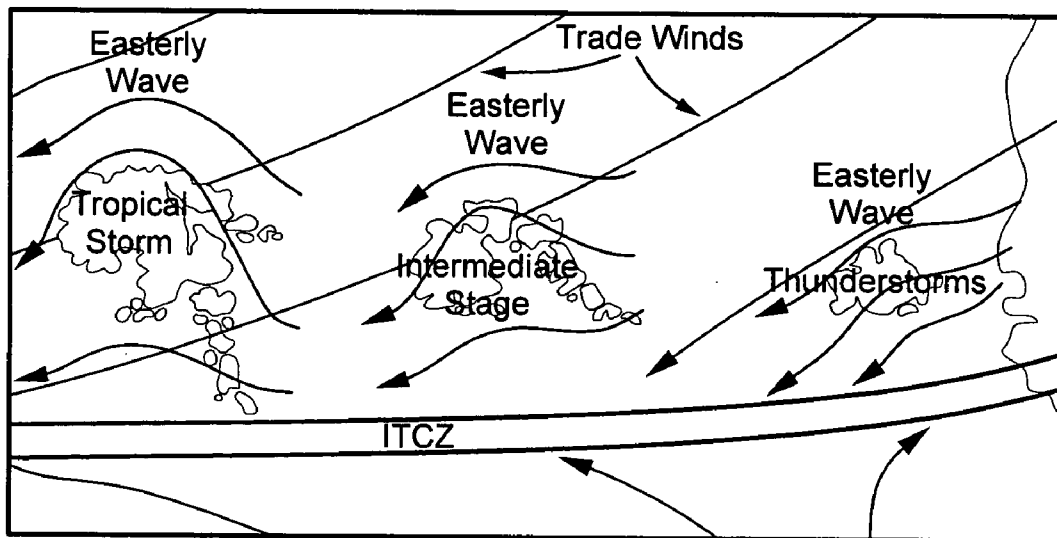 Easterly
Wave
Trade Winds
Easterly
Wave
Easterly
Wave
Tropical
Storm
Intermediate
Stage
Thunderstorms
ITCZ